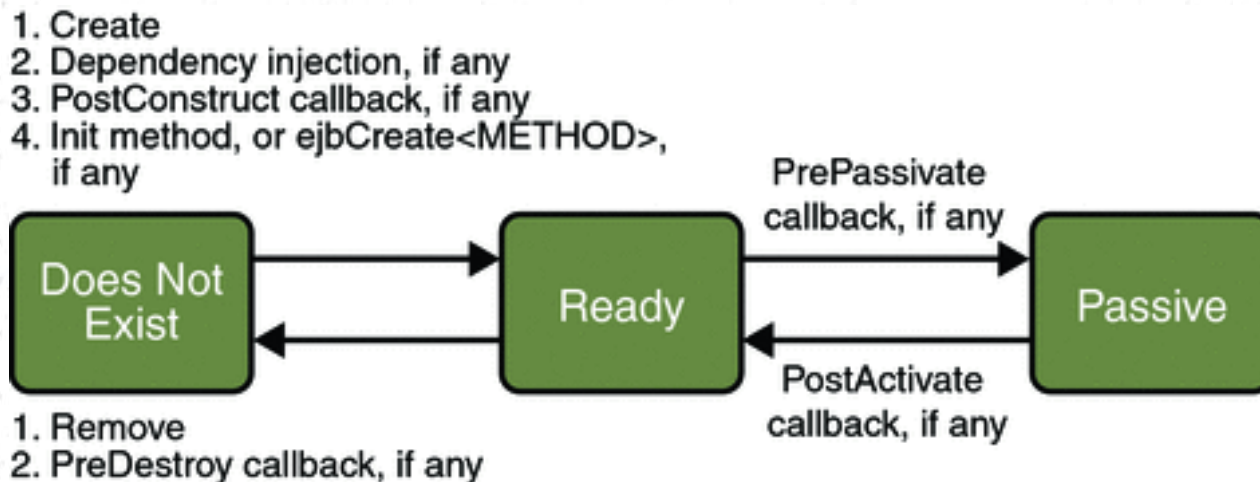 1. Create
2. Dependency injection, if any
3. PostConstruct callback, if any
4. Init method, or ejbCreate<METHOD>,
if any
PrePassivate
callback, if any
Does Not
Exist
Ready
Passive
PostActivate
callback, if any
1. Remove
2. PreDestroy callback, if any